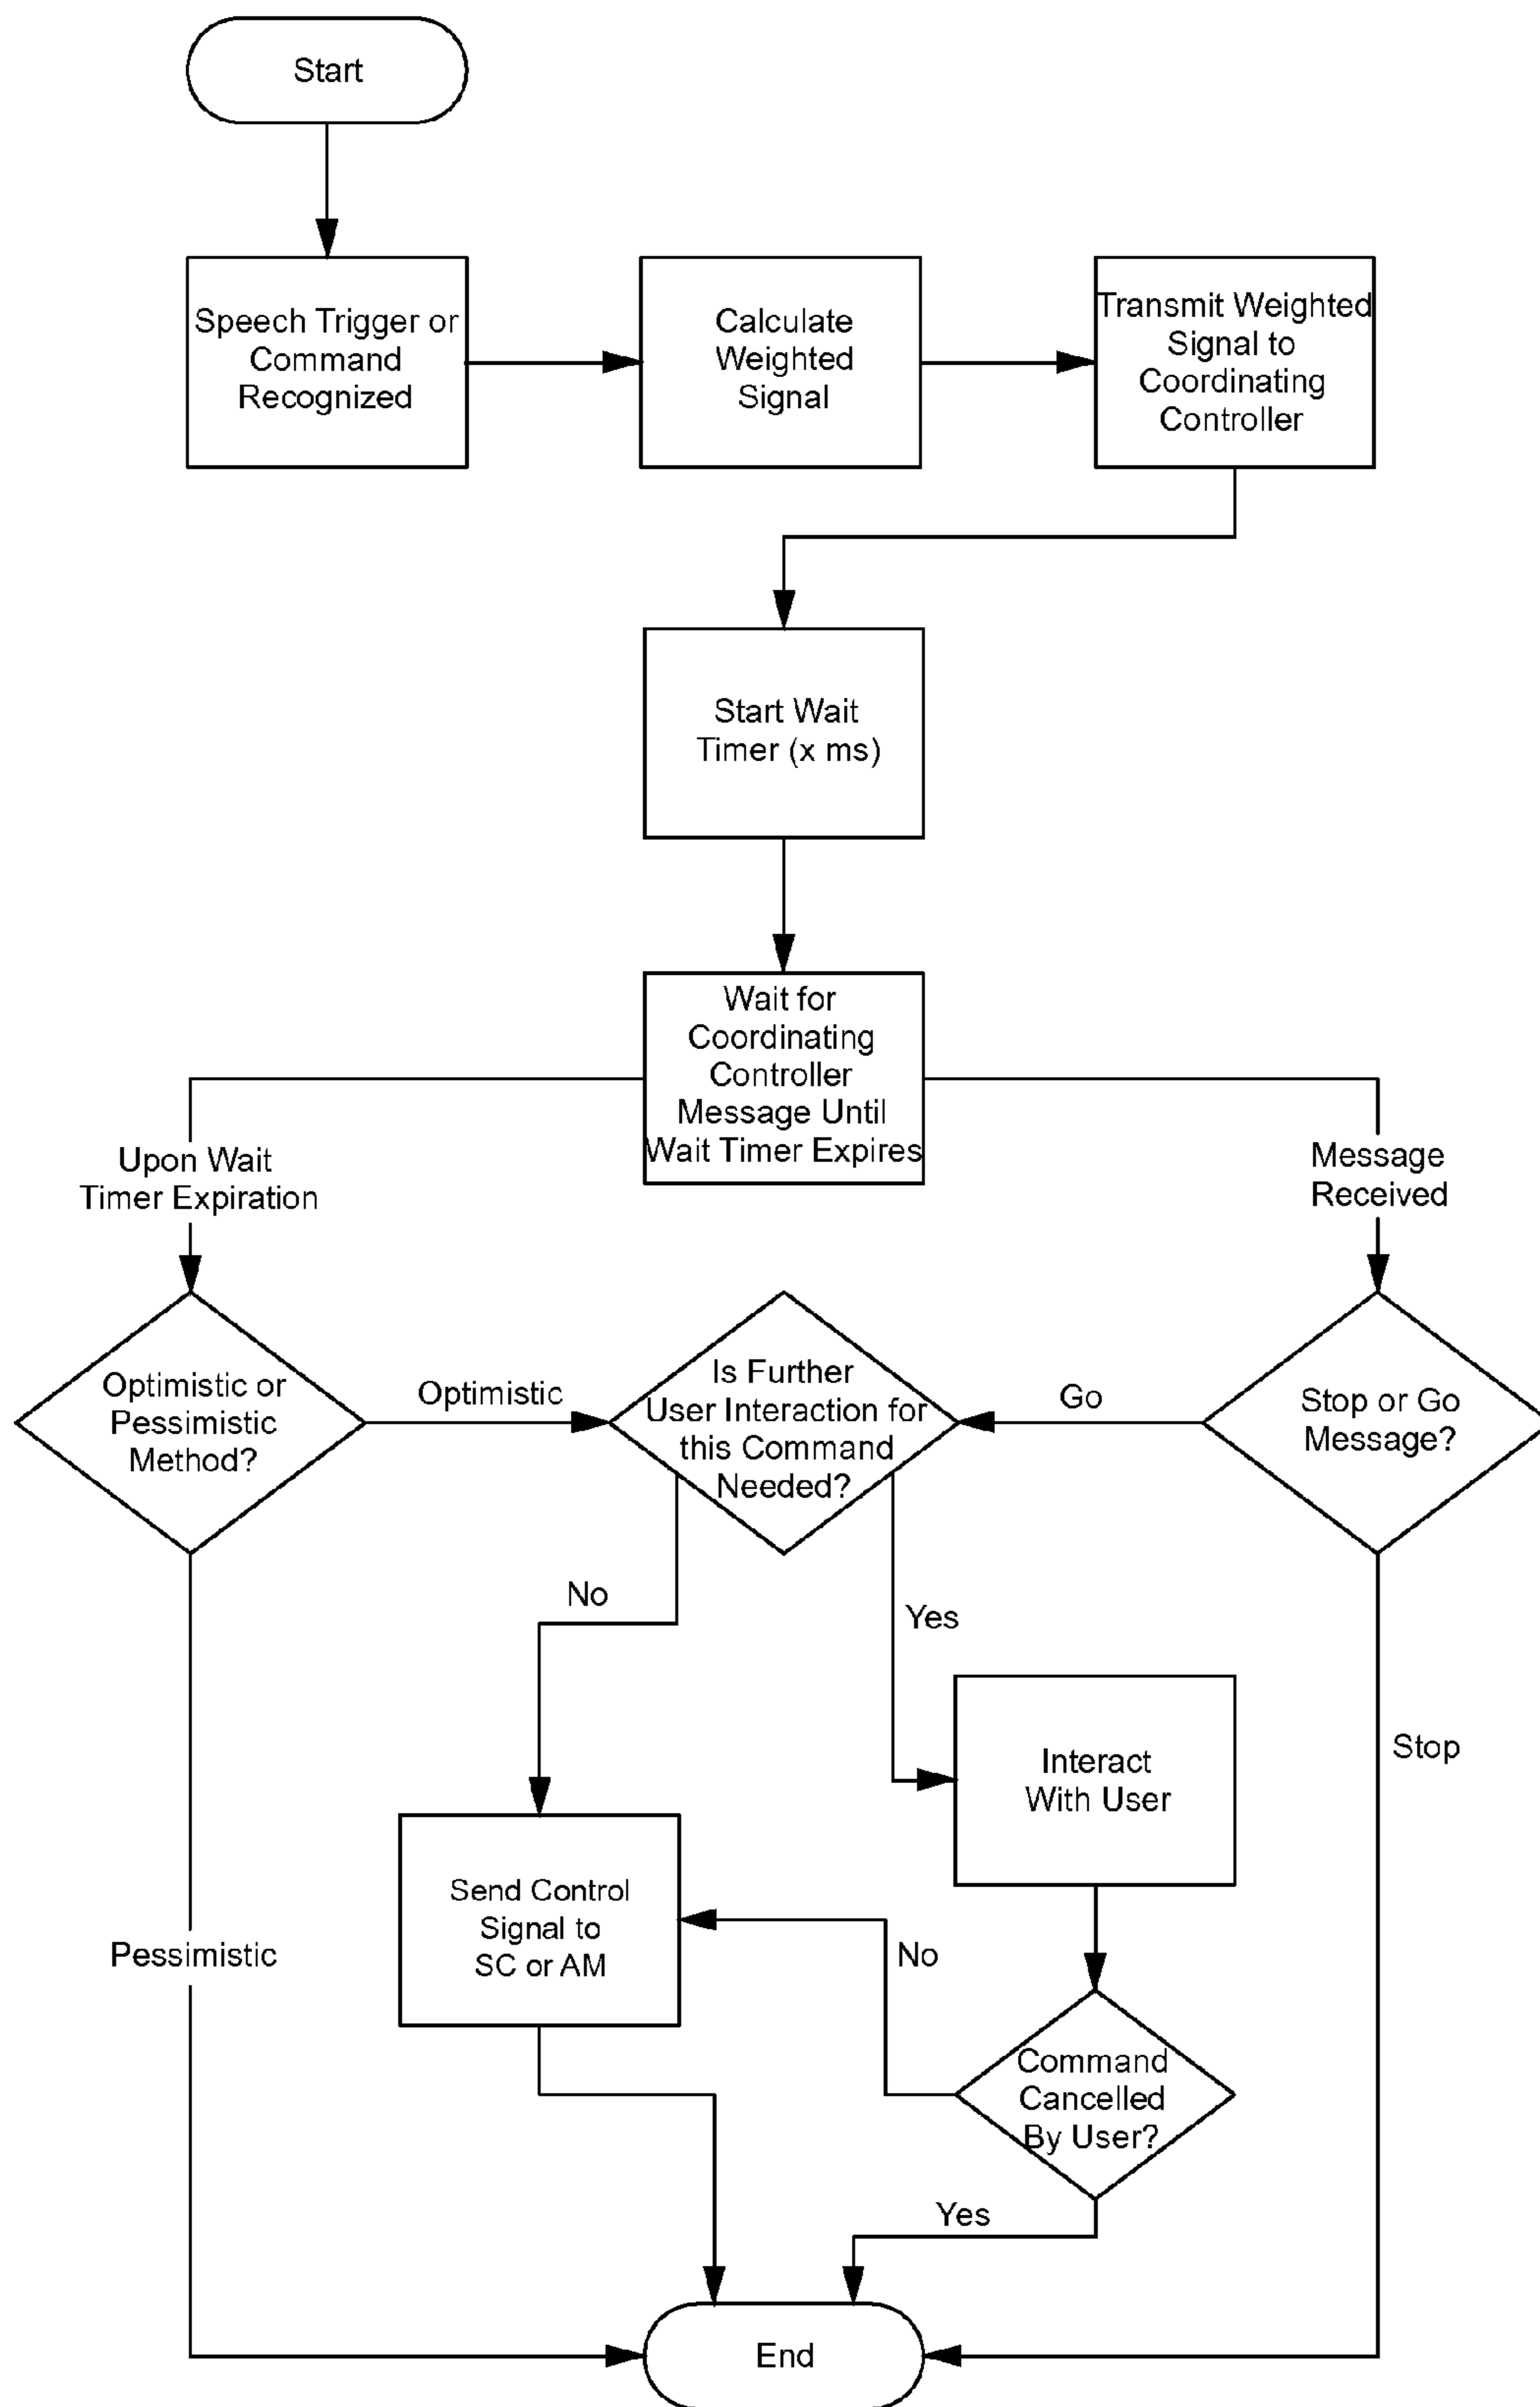 Start
Speech Trigger or
Command
Recognized
Calculate
Weighted
Signal
Transmit Weighted
Signal to
Coordinating
Controller
Start Wait
Timer (x ms)
Wait for
Coordinating
Controller
Message Until
Wait Timer Expires
Upon Wait
Timer Expiration
Message
Received
Optimistic or
Pessimistic
Method?
Optimistic
Is Further
User Interaction for
this Command
Needed?
Go
Stop or Go
Message?
No
Yes
Interact
With User
Stop
Send Control
Signal to
SC or AM
No
Pessimistic
Command
Cancelled
By User?
Yes
End